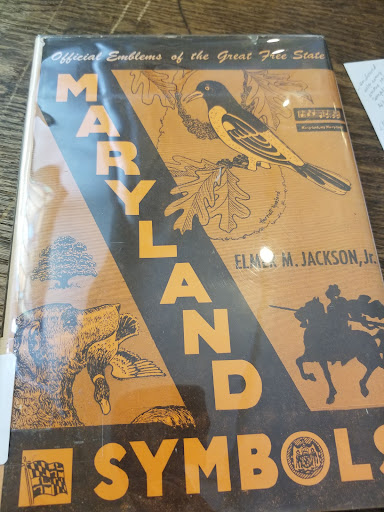 Official Emblems of the Great Free State
MARYLAND
ELMER M. JACKSON, Jr.
SYMBOLS